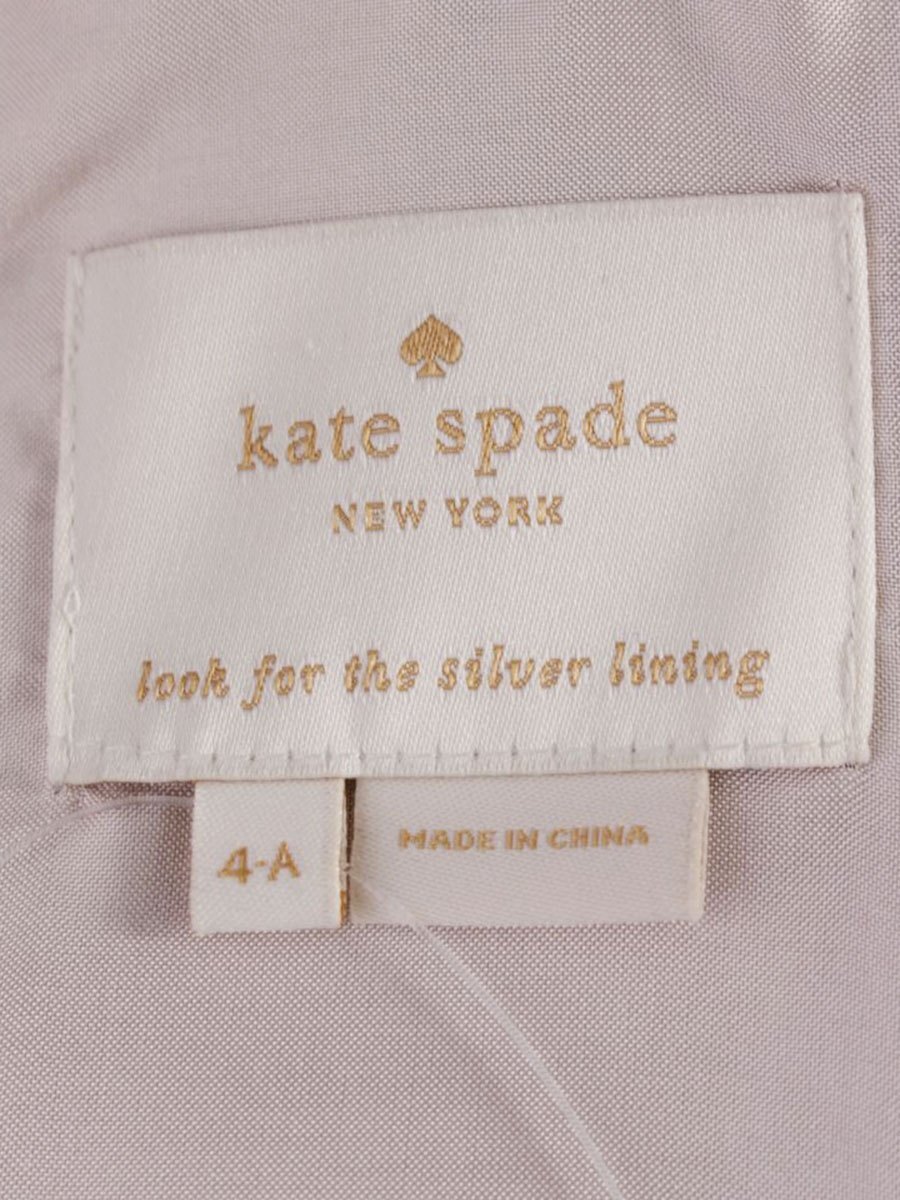 kate spade
NEW YORK
look for the silver lining
4-A
MADE IN CHINA